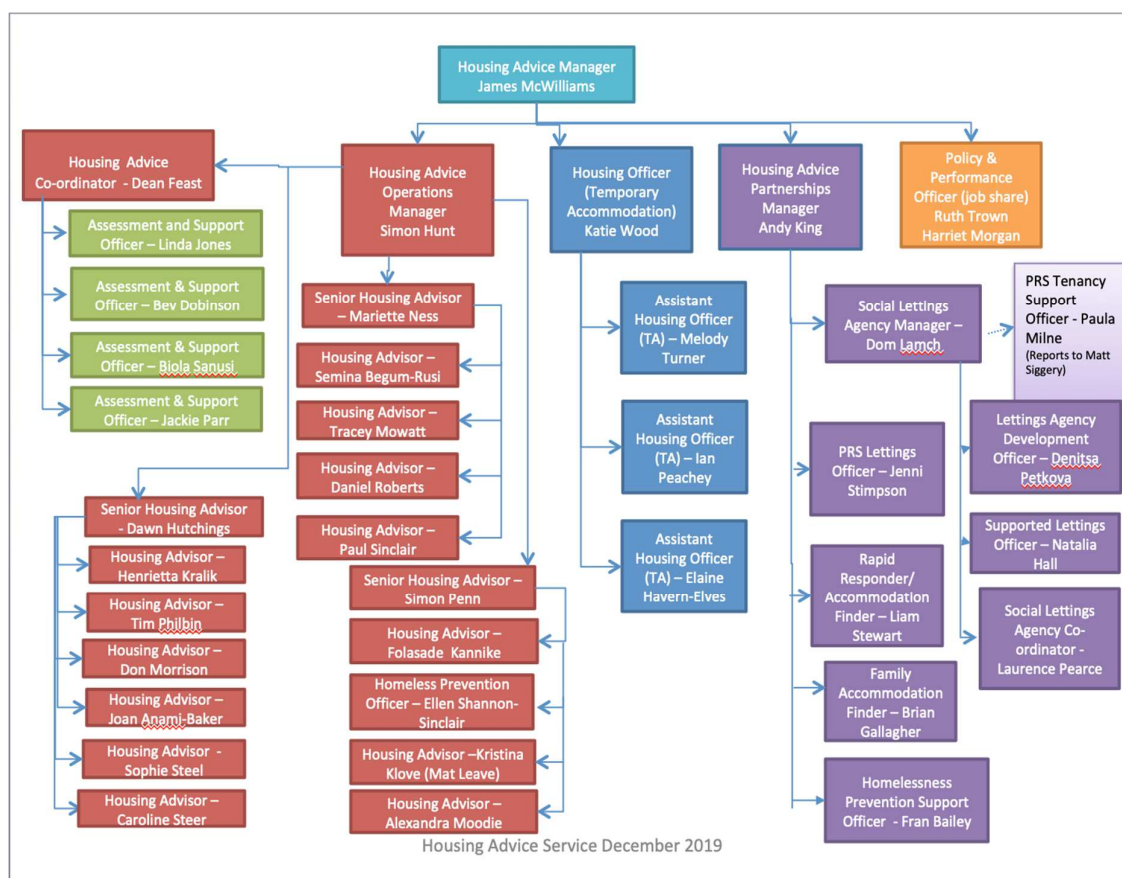 Housing Advice Manager
James McWilliams
Housing Advice
Co-ordinator - Dean Feast
Assessment and Support
Officer – Linda Jones
Assessment & Support
Officer – Bev Dobinson
Assessment & Support
Officer – Biola Sanusi
Assessment & Support
Officer – Jackie Parr
Housing Advice
Operations
Manager
Simon Hunt
Senior Housing Advisor
– Mariette Ness
Housing Advisor –
Semina Begum-Rusi
Housing Advisor –
Tracey Mowatt
Housing Advisor –
Daniel Roberts
Housing Advisor –
Paul Sinclair
Senior Housing Advisor
- Dawn Hutchings
Housing Advisor –
Henrietta Kralik
Housing Advisor –
Tim Philbin
Housing Advisor –
Don Morrison
Housing Advisor –
Joan Anami-Baker
Housing Advisor -
Sophie Steel
Housing Advisor –
Caroline Steer
Senior Housing Advisor –
Simon Penn
Housing Advisor –
Folasade Kannike
Homeless Prevention
Officer – Ellen Shannon-
Sinclair
Housing Advisor –Kristina
Klove (Mat Leave)
Housing Advisor –
Alexandra Moodie
Housing Officer
(Temporary
Accommodation)
Katie Wood
Assistant
Housing Officer
(TA) – Melody
Turner
Assistant
Housing Officer
(TA) – Ian
Peachey
Assistant
Housing Officer
(TA) – Elaine
Havern-Elves
Housing Advice
Partnerships
Manager
Andy King
Social Lettings
Agency Manager –
Dom Lamch
PRS Lettings
Officer – Jenni
Stimpson
Rapid
Responder/
Accommodation
Finder – Liam
Stewart
Family
Accommodation
Finder – Brian
Gallagher
Homelessness
Prevention Support
Officer - Fran Bailey
Policy &
Performance
Officer (job share)
Ruth Trown
Harriet Morgan
PRS Tenancy
Support
Officer - Paula
Milne
(Reports to Matt
Siggery)
Lettings Agency
Development
Officer – Denitsa
Petkova
Supported Lettings
Officer – Natalia
Hall
Social Lettings
Agency Co-
ordinator -
Laurence Pearce
Housing Advice Service December 2019